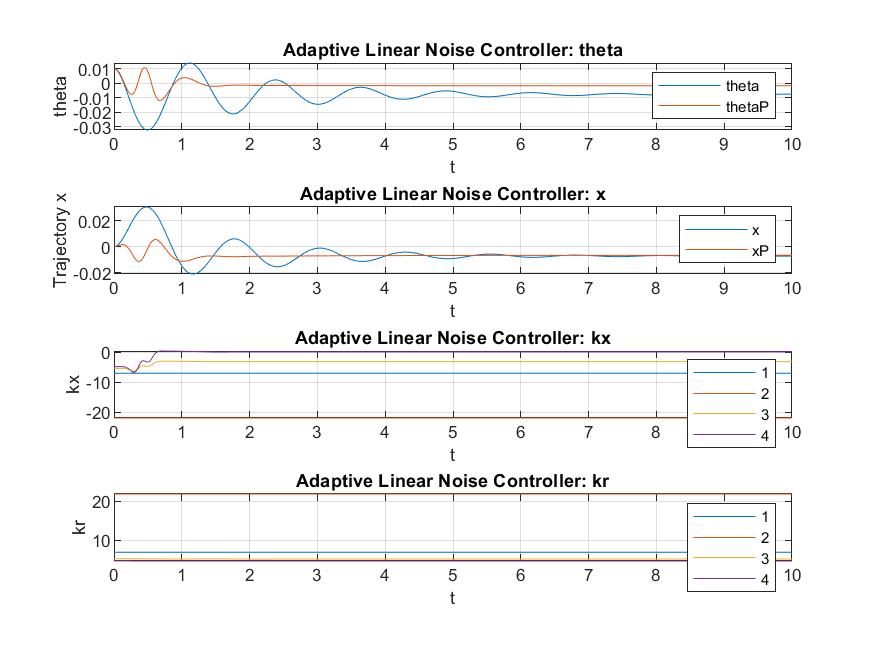 Adaptive Linear Noise Controller: theta
0.01
0
-0.01
-0.02
-0.03
theta
theta
thetaP
0 1 2 3 4 5 6 7 8 9 10
t
Adaptive Linear Noise Controller: x
0.02
0
-0.02
Trajectory x
x
xP
0 1 2 3 4 5 6 7 8 9 10
t
Adaptive Linear Noise Controller: kx
0
-10
-20
kx
1
2
3
4
0 1 2 3 4 5 6 7 8 10
t
Adaptive Linear Noise Controller: kr
20
10
kr
1
2
3
4
0 1 2 3 4 5 6 7 8 10
t